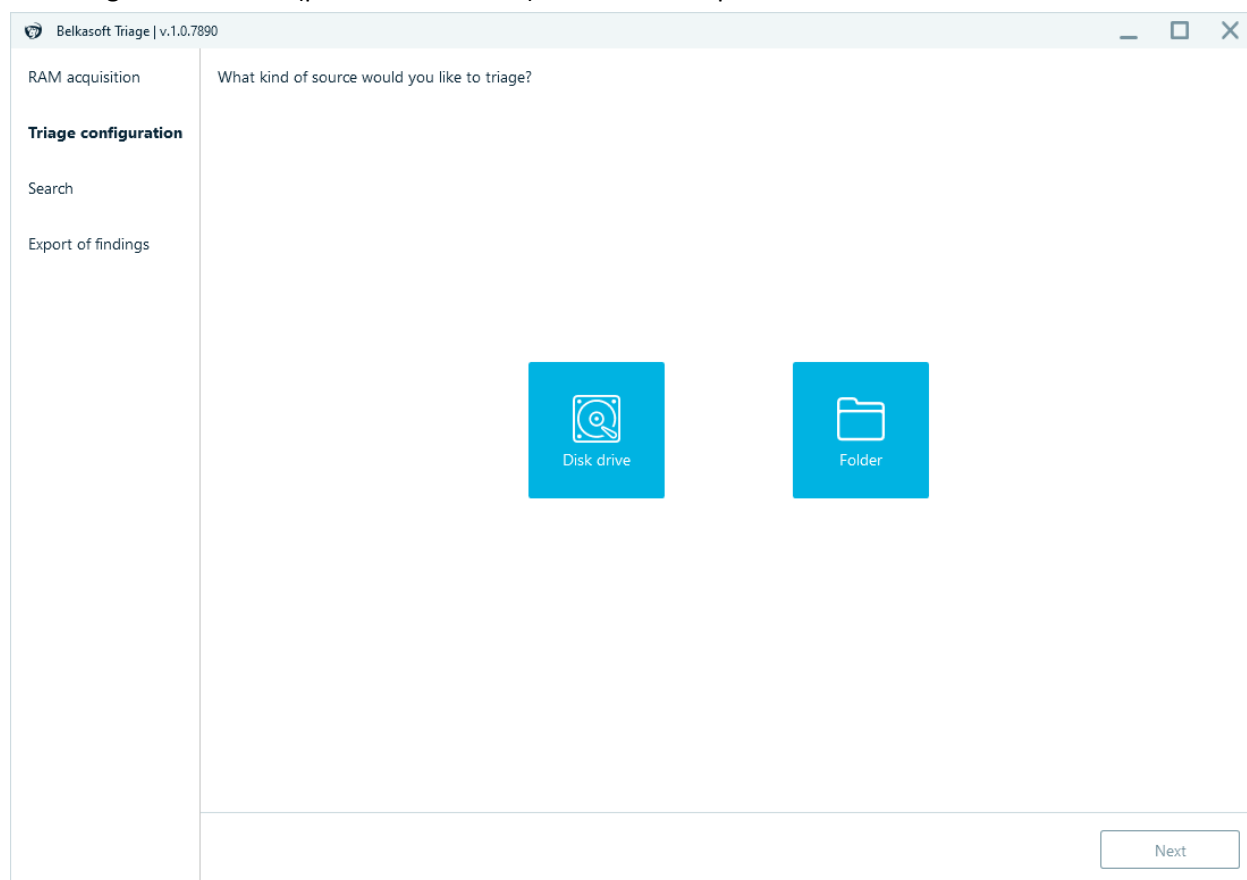 Belkasoft Triage | v.1.0.7890
RAM acquisition
What kind of source would you like to triage?
Triage configuration
Search
Export of findings
Disk drive
Folder
Next